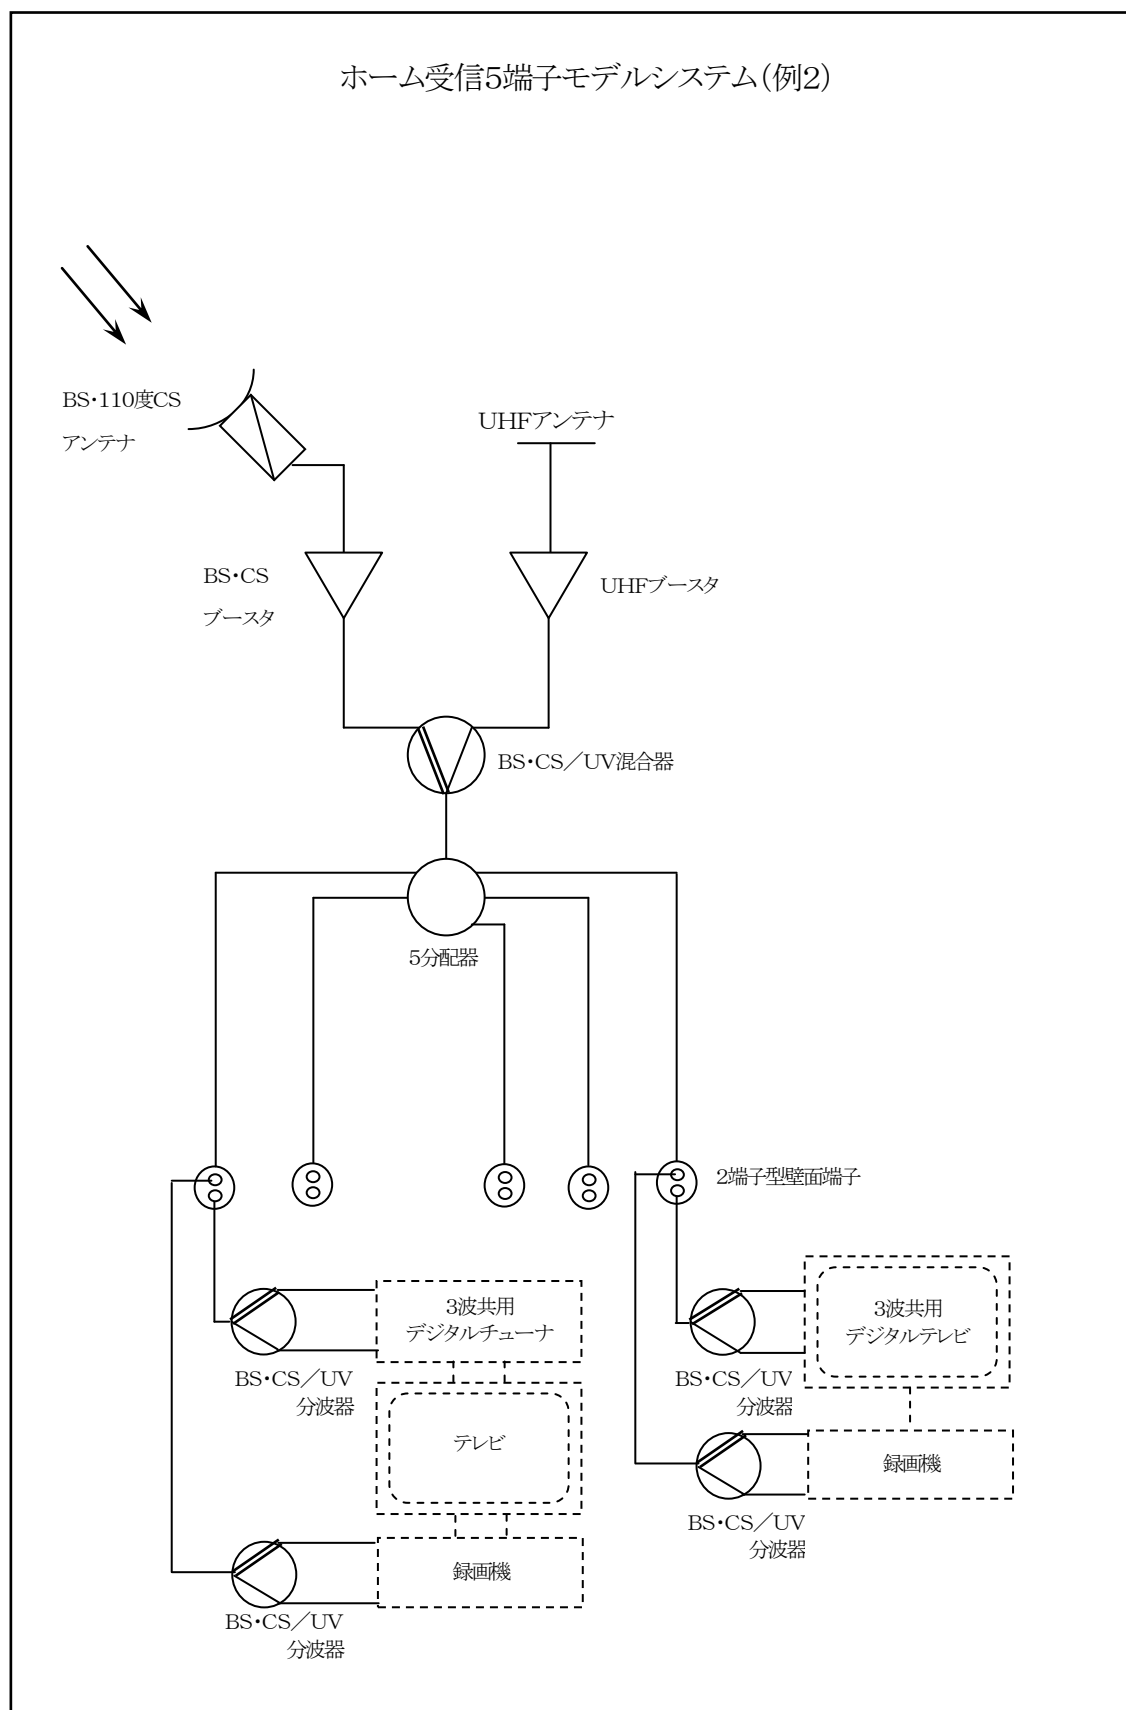 ホーム受信5端子モデルシステム(例2)
BS・110度CS
アンテナ
UHFアンテナ
BS・CS
ブースタ
UHFブースタ
BS・CS／UV混合器
5分配器
2端子型壁面端子
3波共用
デジタルチューナ
BS・CS／UV
分波器
テレビ
録画機
BS・CS／UV
分波器
3波共用
デジタルテレビ
BS・CS／UV
分波器
録画機
BS・CS／UV
分波器